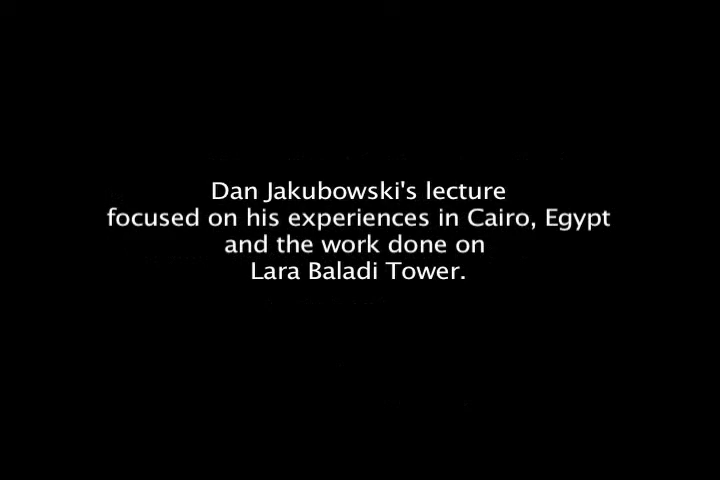 Dan Jakubowski's lecture
focused on his experiences in Cairo, Egypt
and the work done on
Lara Baladi Tower.